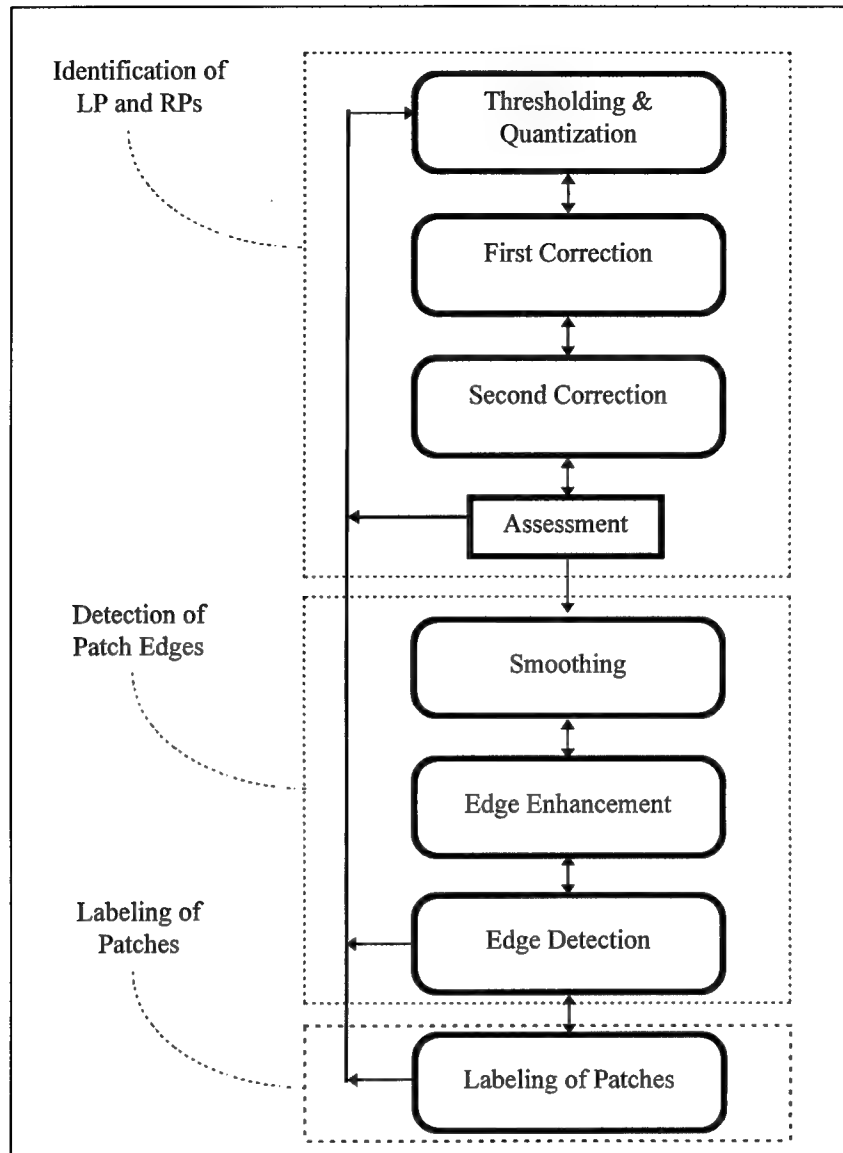 Identification of
LP and RPs
Thresholding &
Quantization
First Correction
Second Correction
Assessment
Detection of
Patch Edges
Smoothing
Edge Enhancement
Edge Detection
Labeling of
Patches
Labeling of Patches